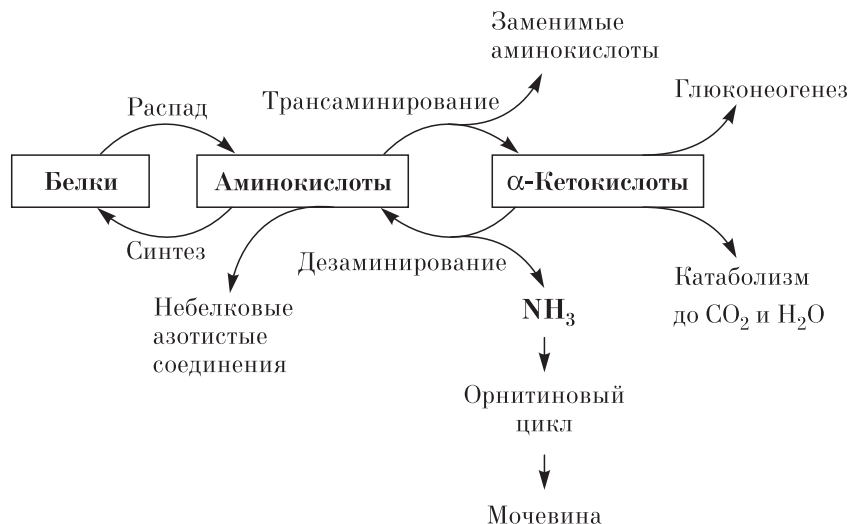 Заменимые
аминокислоты
Глюконеогенез
Распад
Трансаминирование
Белки
Аминокислоты
α-Кетокислоты
Синтез
Дезаминирование
Небелковые
азотистые
соединения
NH₃
Катаболизм
до CO₂ и H₂O
Орнитиновый
цикл
Мочевина